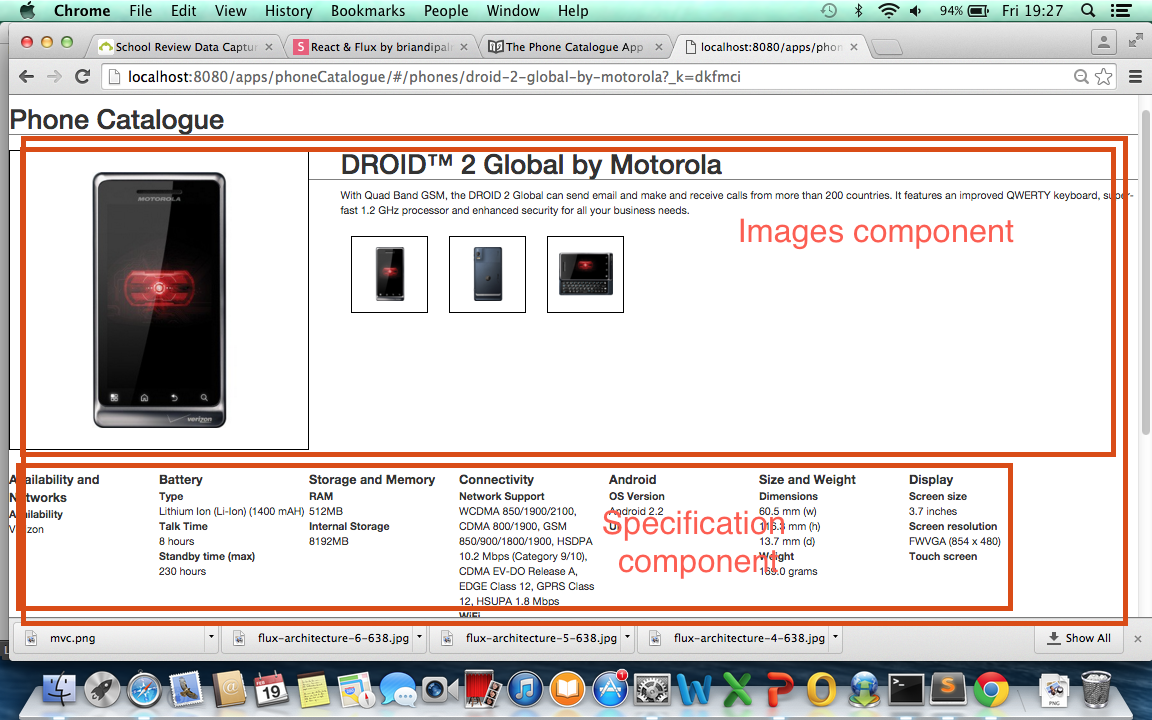 Chrome File Edit View History Bookmarks People Window Help 94% Fri 19:27
School Review Data Captur
React & Flux by briandipal
The Phone Catalogue App
localhost:8080/apps/phon
localhost:8080/apps/phoneCatalogue/#/phones/droid-2-global-by-motorola?_k=dkfmci
Phone Catalogue
DROID™ 2 Global by Motorola
With Quad Band GSM, the DROID 2 Global can send email and make and receive calls from more than 200 countries. It features an improved QWERTY keyboard, super-
fast 1.2 GHz processor and enhanced security for all your business needs.
MOTOROLA
verizon
Images component
Availability and
Networks
Availability
Verizon
Battery
Type
Lithium Ion (Li-Ion) (1400 mAH)
Talk Time
8 hours
Standby time (max)
230 hours
Storage and Memory
RAM
512MB
Internal Storage
8192MB
Connectivity
Network Support
WCDMA 850/1900/2100,
CDMA 800/1900, GSM
850/900/1800/1900, HSDPA
10.2 Mbps (Category 9/10),
CDMA EV-DO Release A,
EDGE Class 12, GPRS Class
12, HSUPA 1.8 Mbps
WiFi
Android
OS Version
Android 2.2
UI
Size and Weight
Dimensions
60.5 mm (w)
116.3 mm (h)
13.7 mm (d)
Weight
169.0 grams
Display
Screen size
3.7 inches
Screen resolution
FWVGA (854 x 480)
Touch screen
Specification
component
mvc.png
flux-architecture-6-638.jpg
flux-architecture-5-638.jpg
flux-architecture-4-638.jpg
Show All
FEB
19
1
PNG